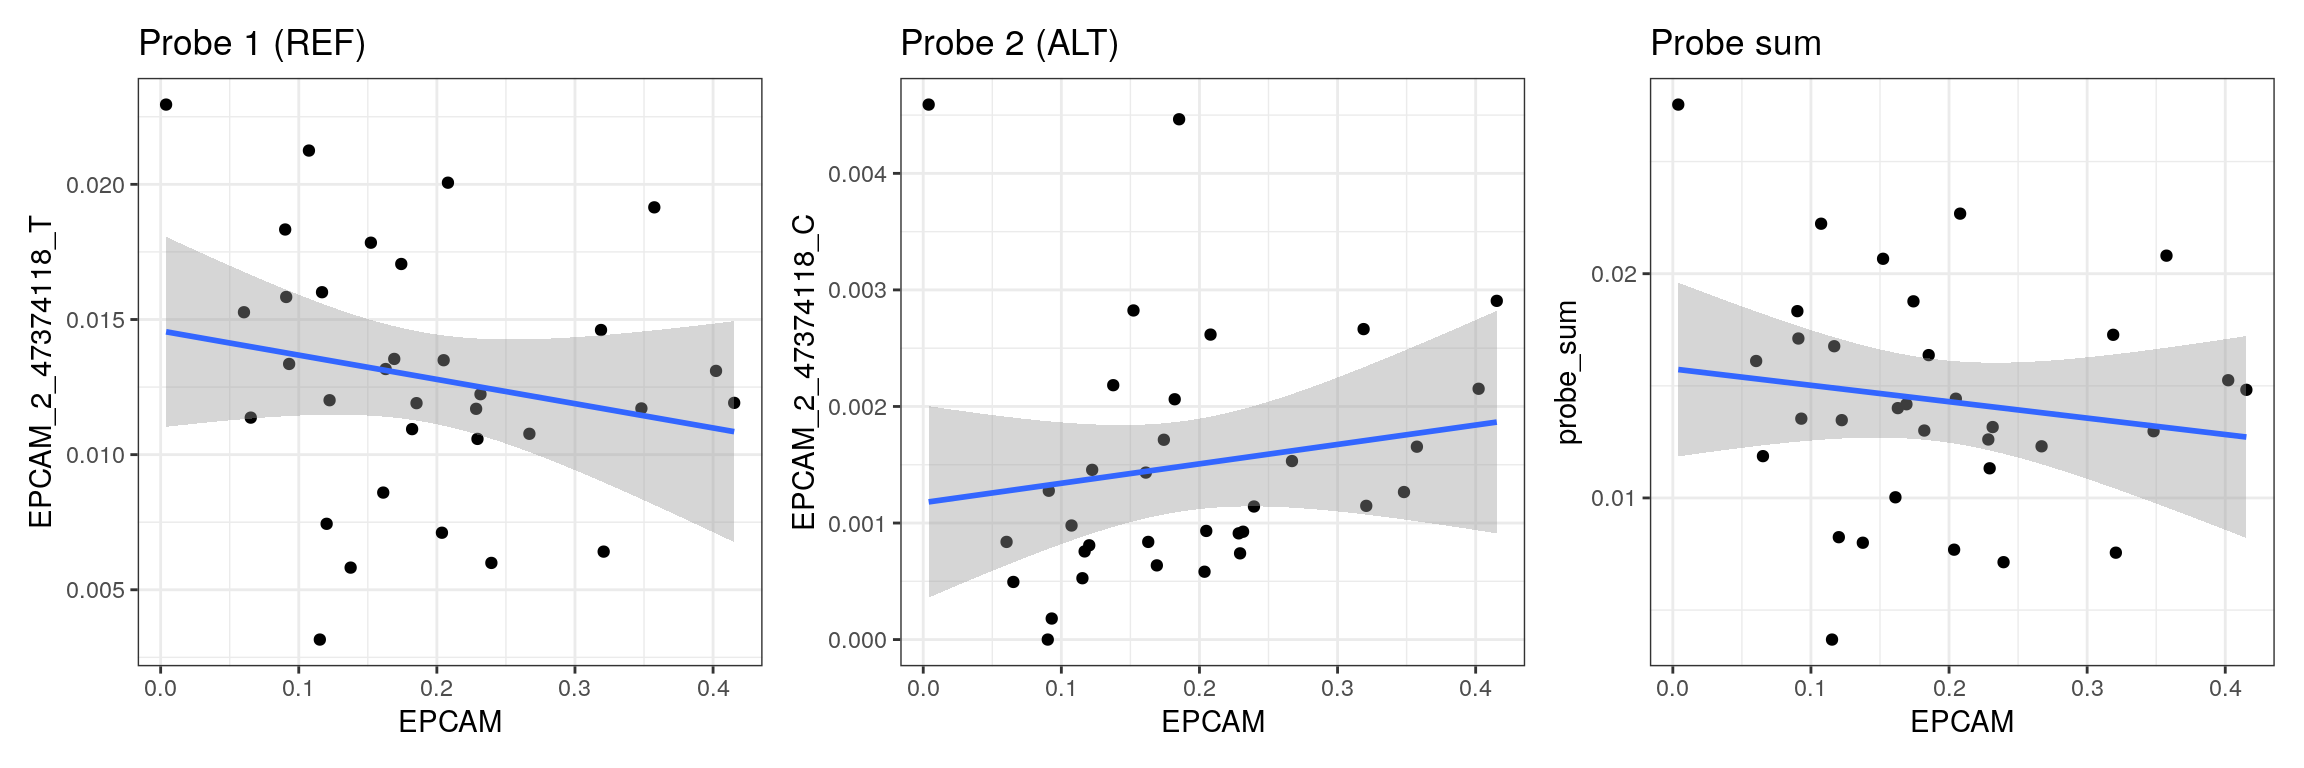 Probe 1 (REF)
EPCAM_2_47374118_T
0.020
0.015
0.010
0.005
0.0 0.1 0.2 0.3 0.4
EPCAM
Probe 2 (ALT)
EPCAM_2_47374118_C
0.004
0.003
0.002
0.001
0.000
0.0 0.1 0.2 0.3 0.4
EPCAM
Probe sum
probe_sum
0.02
0.01
0.0 0.1 0.2 0.3 0.4
EPCAM